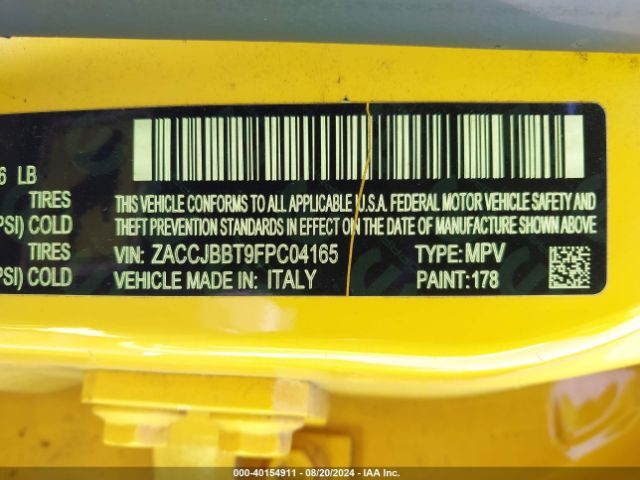 6 LB
TIRES
PSI) COLD
TIRES
PSI) COLD
THIS VEHICLE CONFORMS TO ALL APPLICABLE U.S.A. FEDERAL MOTOR VEHICLE SAFETY AND
THEFT PREVENTION STANDARDS IN EFFECT ON THE DATE OF MANUFACTURE SHOWN ABOVE
VIN: ZACCJBBT9FPC04165 TYPE: MPV
VEHICLE MADE IN: ITALY PAINT: 178
000-40154911 - 08/20/2024 - IAA Inc.